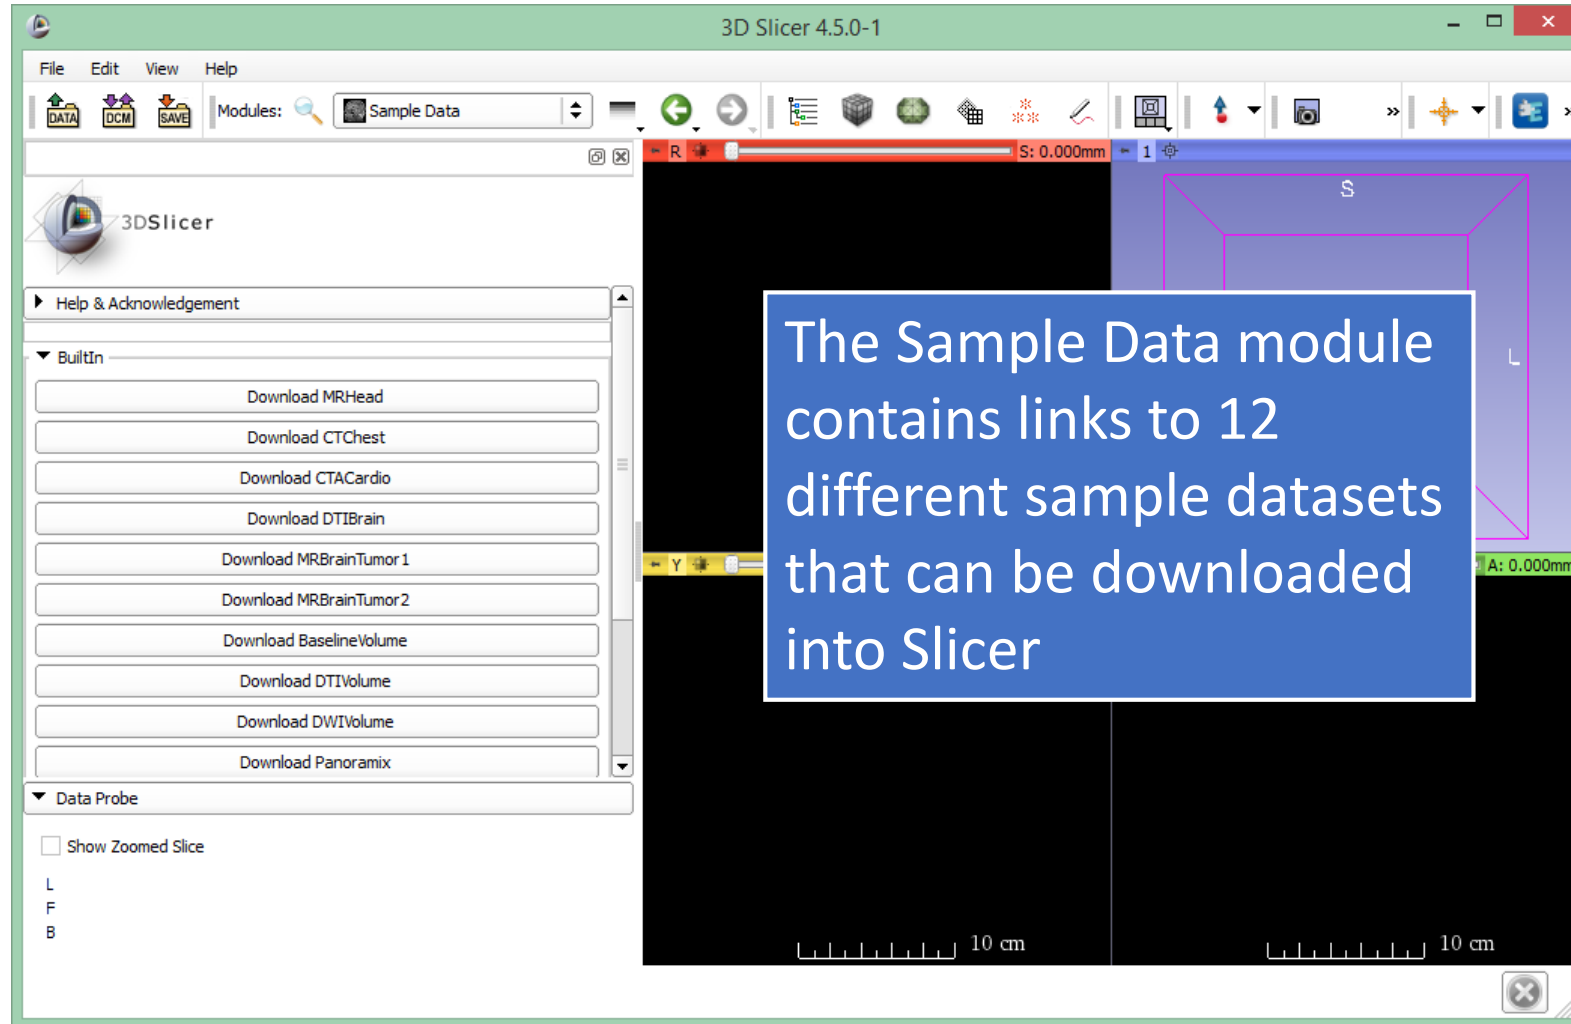 3D Slicer 4.5.0-1
File Edit View Help
DATA DCM SAVE Modules: Sample Data
R S: 0.000mm 1
3DSlicer
S
Help & Acknowledgement
BuiltIn
L
Download MRHead
Download CTChest
Download CTACardio
Download DTIBrain
Download MRBrainTumor1
Download MRBrainTumor2
Download BaselineVolume
Download DTIVolume
Download DWIVolume
Download Panoramix
The Sample Data module
contains links to 12
different sample datasets
that can be downloaded
into Slicer
Y A: 0.000mm
Data Probe
Show Zoomed Slice
L
F
B
10 cm 10 cm